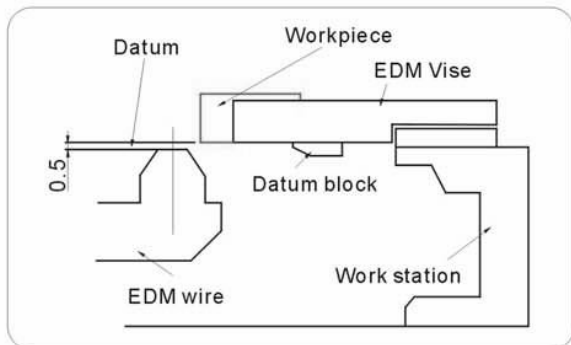 Workpiece
Datum
EDM Vise
0.5
Datum block
Work station
EDM wire